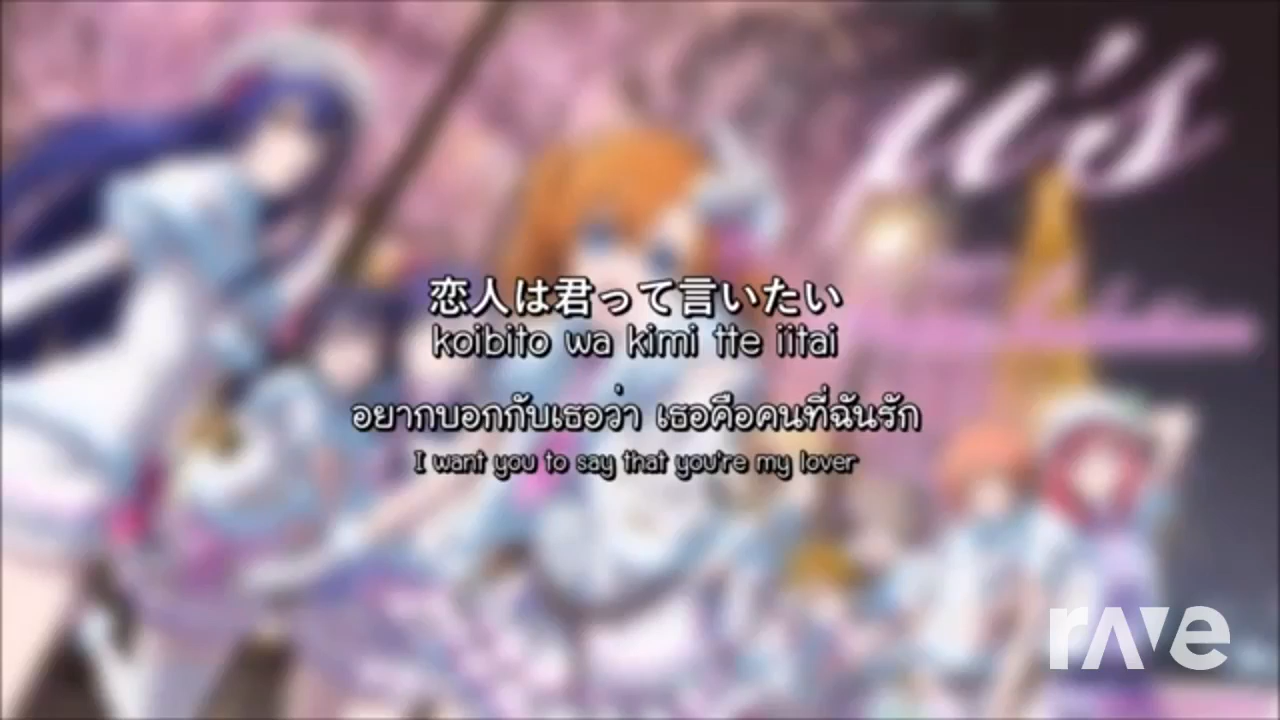 μ's
恋人は君って言いたい
koibito wa kimi tte iitai
อยากบอกกับเธอว่า เธอคือคนที่ฉันรัก
I want you to say that you're my lover
rave